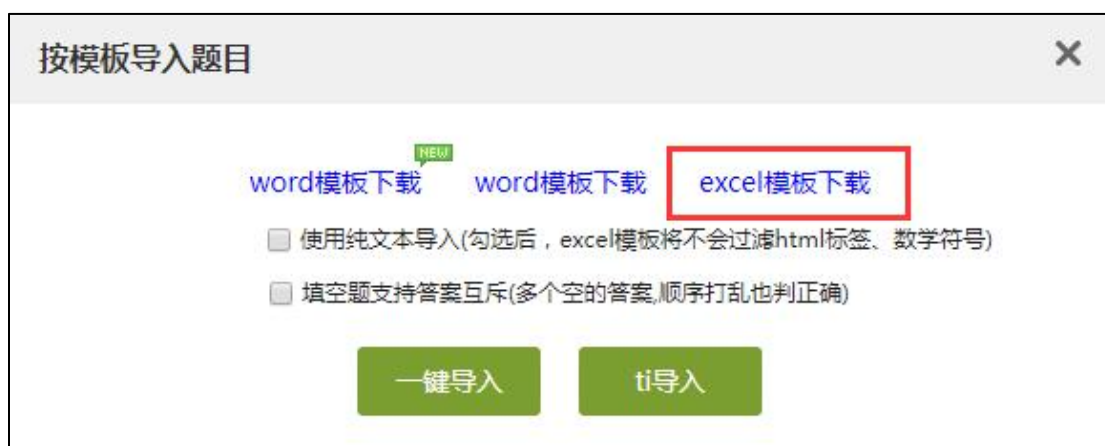 按模板导入题目
NEW
word模板下载 word模板下载 excel模板下载
使用纯文本导入(勾选后，excel模板将不会过滤html标签、数学符号)
填空题支持答案互斥(多个空的答案,顺序打乱也判正确)
一键导入 ti导入